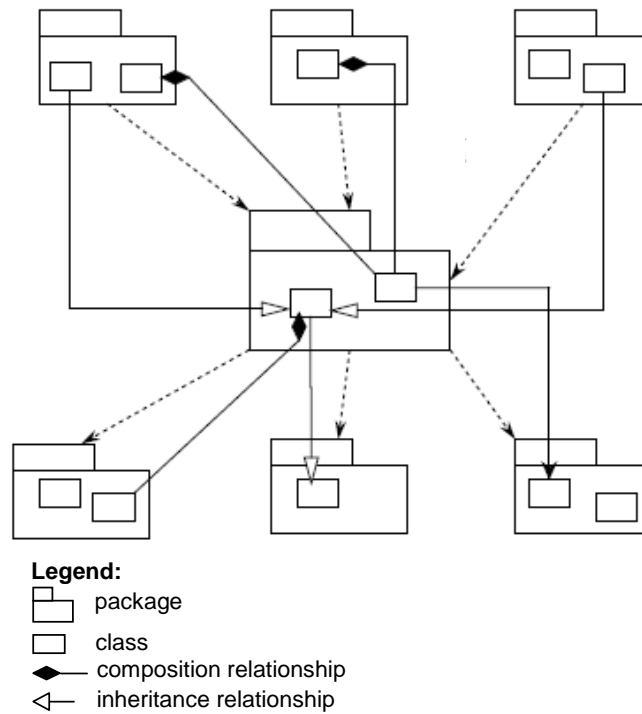 Legend:
package
class
composition relationship
inheritance relationship